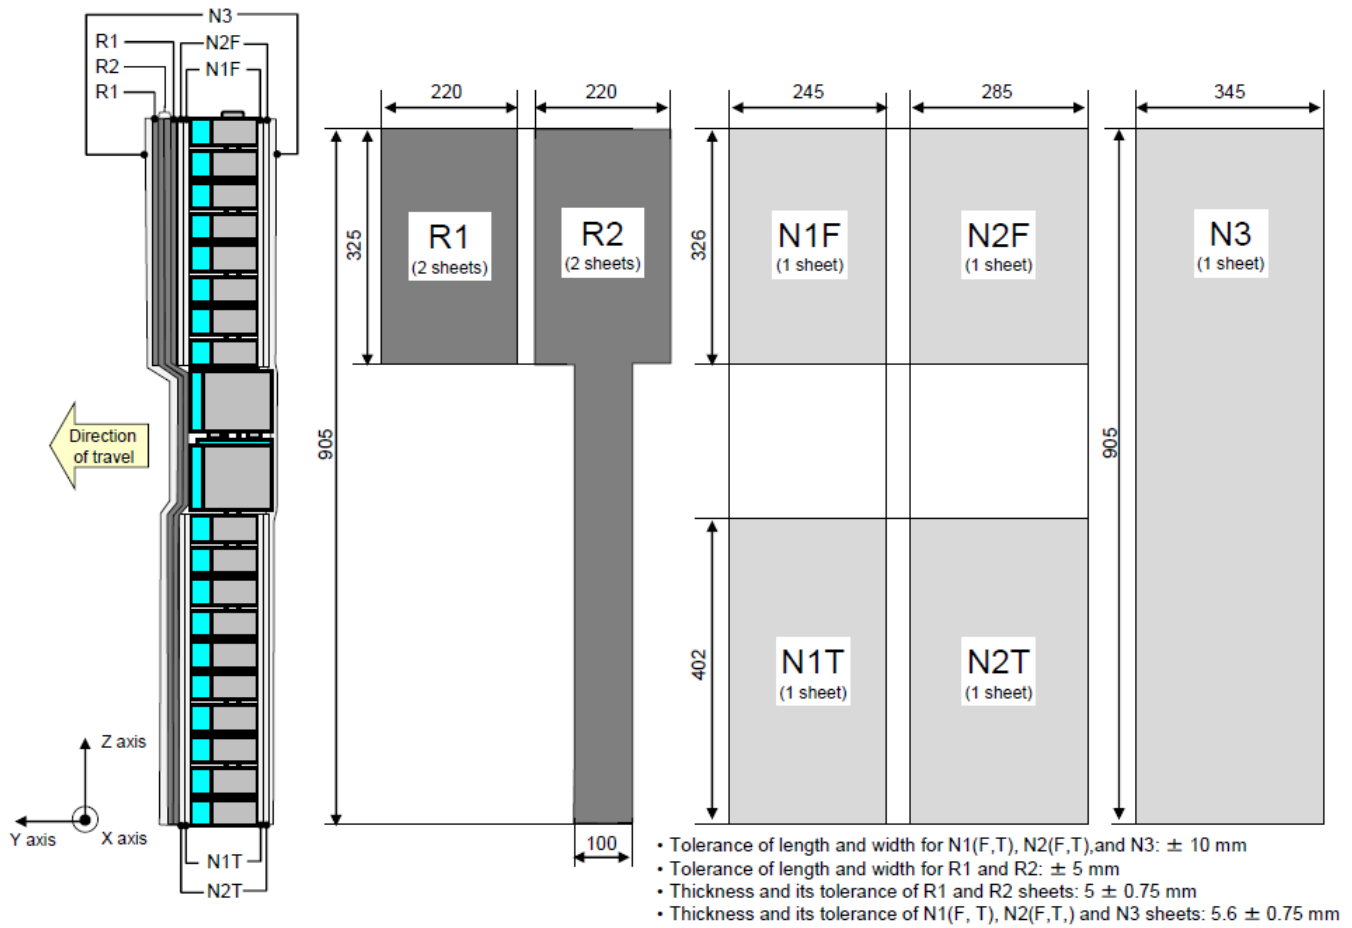 N3
R1
N2F
R2
N1F
R1
220
220
245
285
345
325
R1
(2 sheets)
R2
(2 sheets)
326
N1F
(1 sheet)
N2F
(1 sheet)
N3
(1 sheet)
Direction
of travel
905
905
402
N1T
(1 sheet)
N2T
(1 sheet)
Z axis
Y axis
X axis
100
N1T
N2T
• Tolerance of length and width for N1(F,T), N2(F,T),and N3: ± 10 mm
• Tolerance of length and width for R1 and R2: ± 5 mm
• Thickness and its tolerance of R1 and R2 sheets: 5 ± 0.75 mm
• Thickness and its tolerance of N1(F, T), N2(F,T,) and N3 sheets: 5.6 ± 0.75 mm